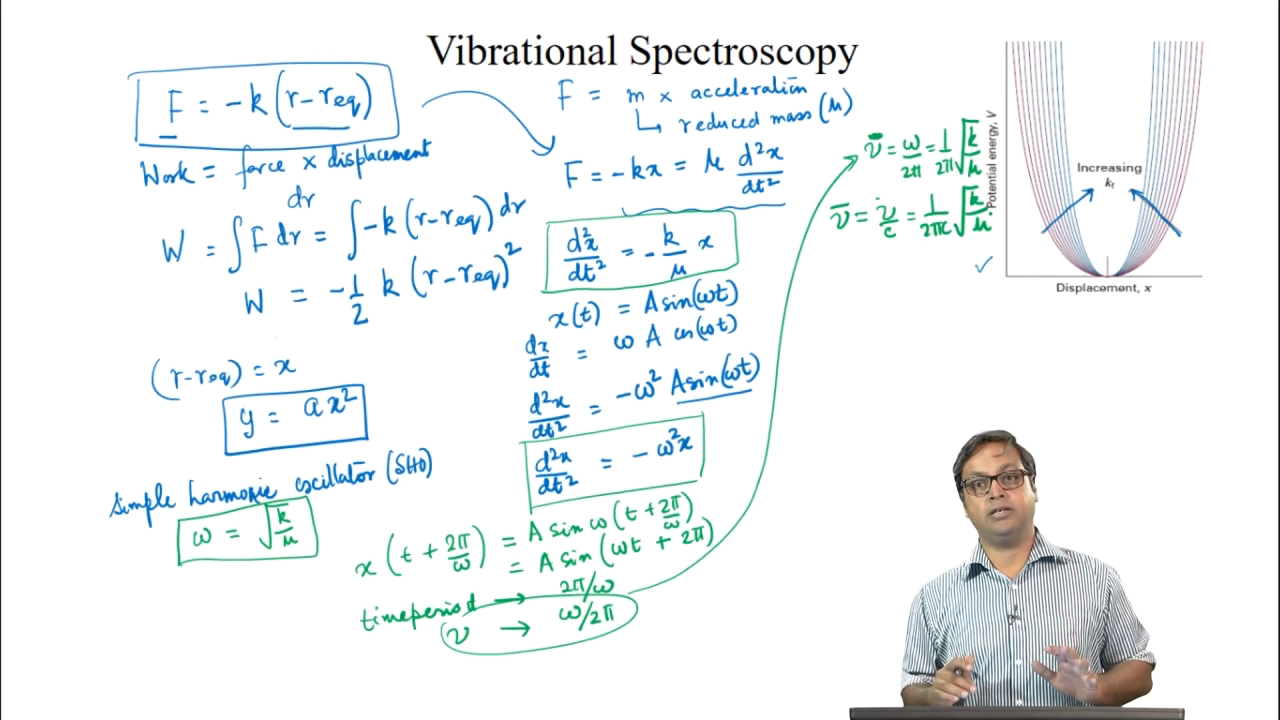 Vibrational Spectroscopy
F = -k (r-req)
Work = force × displacement
dr
W = ∫F dr = ∫-k (r-req) dr
W = -1/2 k (r-req)²
(r-req) = x
y = ax²
Simple harmonic oscillator (SHO)
ω = √k/μ
F = m × acceleration
↳ reduced mass (μ)
F = -kx = μ d²x/dt²
d²x/dt² = - k/μ x
x(t) = A sin(ωt)
dx/dt = ω A cos(ωt)
d²x/dt² = -ω² A sin(ωt)
d²x/dt² = - ω²x
x (t + 2π/ω) = A sin ω (t + 2π/ω)
= A sin (ωt + 2π)
timeperiod → 2π/ω
ν → ω/2π
ν̄ = ω/2π = 1/2π √k/μ
ν̄ = ν/c = 1/2πc √k/μ
Potential energy, V
Increasing
kf
Displacement, x